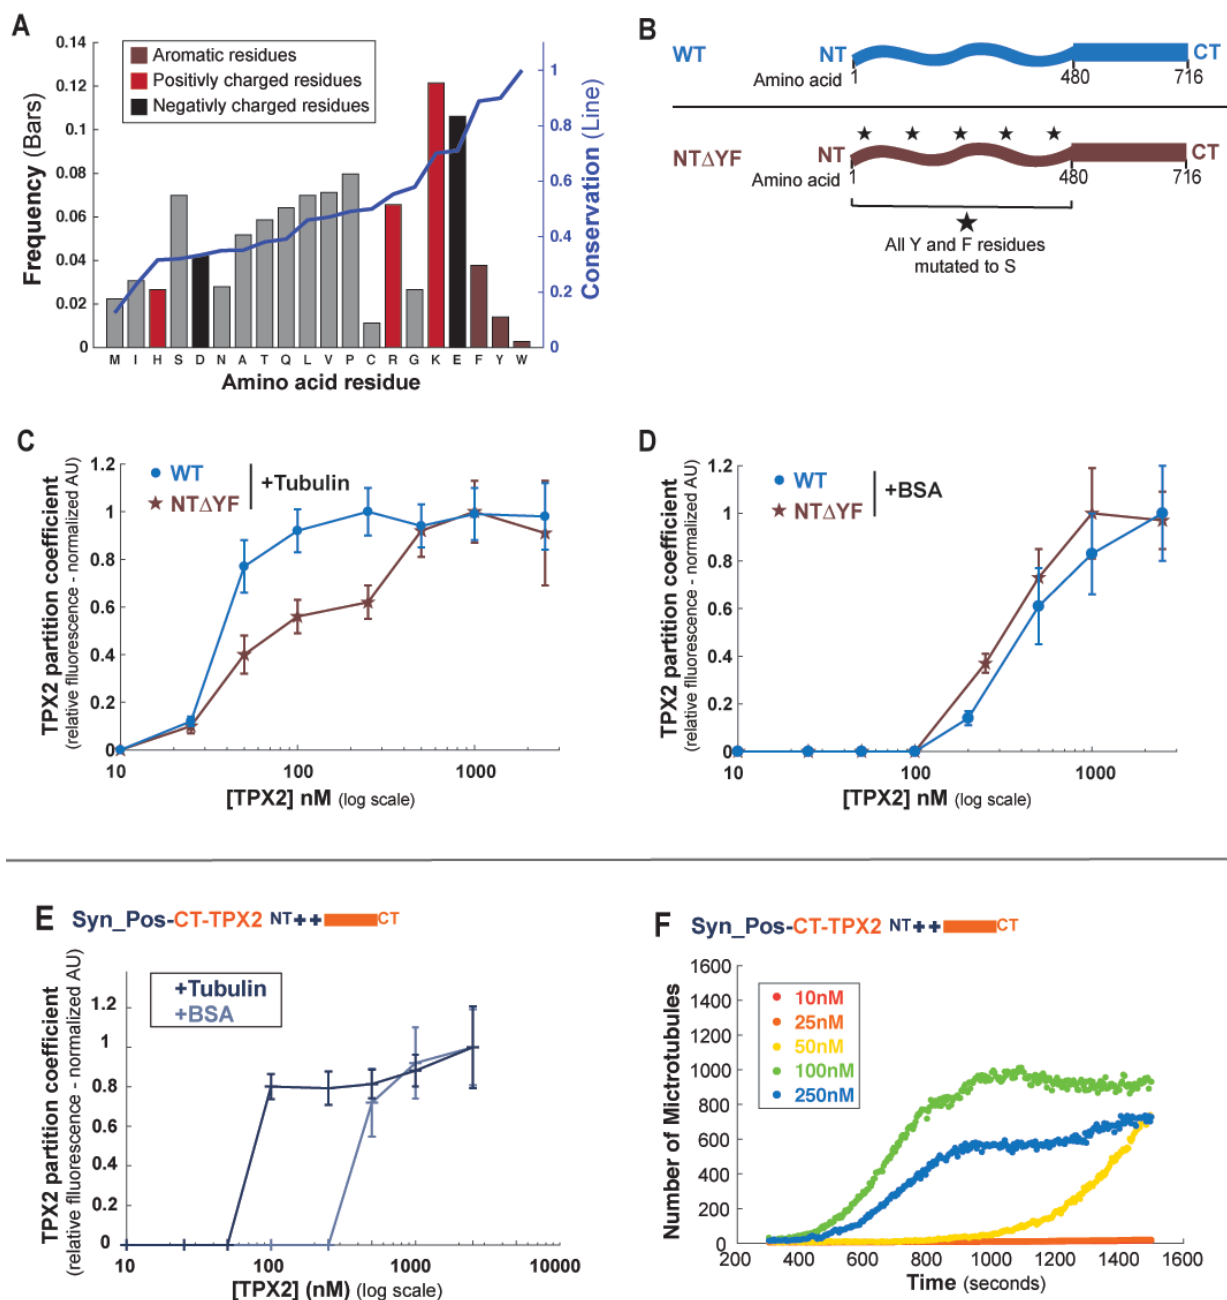 A
0.14
0.12
0.1
0.08
0.06
0.04
0.02
0
Frequency (Bars)
Aromatic residues
Positivly charged residues
Negativly charged residues
1
0.8
0.6
0.4
0.2
0
Conservation (Line)
M I H S D N A T Q L V P C R G K E F Y W
Amino acid residue
B
WT NT CT
Amino acid 1 480 716
NTΔYF NT CT
Amino acid 1 480 716
All Y and F residues
mutated to S
C
WT
NTΔYF
+Tubulin
TPX2 partition coefficient
(relative fliuorescence - normalized AU)
1.2
1
0.8
0.6
0.4
0.2
0
10 100 1000
[TPX2] nM (log scale)
D
WT
NTΔYF
+BSA
TPX2 partition coefficient
(relative fliuorescence - normalized AU)
1.2
1
0.8
0.6
0.4
0.2
0
10 100 1000
[TPX2] nM (log scale)
E Syn_Pos-CT-TPX2 NT++ CT
+Tubulin
+BSA
TPX2 partition coefficient
(relative fluorescence - normalized AU)
1.2
1
0.8
0.6
0.4
0.2
0
10 100 1000 10000
[TPX2] (nM) (log scale)
F Syn_Pos-CT-TPX2 NT++ CT
Number of Mictrotubules
1600
1400
1200
1000
800
600
400
200
0
10nM
25nM
50nM
100nM
250nM
200 400 600 800 1000 1200 1400 1600
Time (seconds)